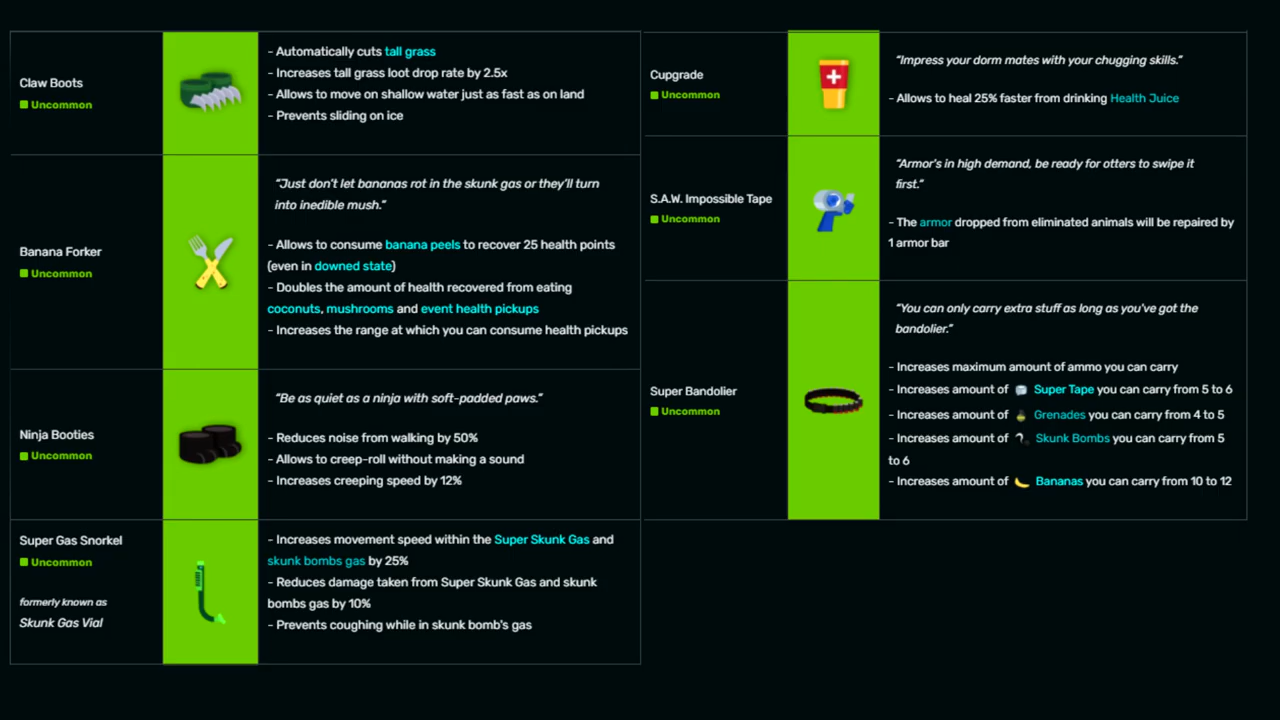 Claw Boots
Uncommon
- Automatically cuts tall grass
- Increases tall grass loot drop rate by 2.5x
- Allows to move on shallow water just as fast as on land
- Prevents sliding on ice
Banana Forker
Uncommon
“Just don’t let bananas rot in the skunk gas or they’ll turn
into inedible mush.”
- Allows to consume banana peels to recover 25 health points
(even in downed state)
- Doubles the amount of health recovered from eating
coconuts, mushrooms and event health pickups
- Increases the range at which you can consume health pickups
Ninja Booties
Uncommon
“Be as quiet as a ninja with soft-padded paws.”
- Reduces noise from walking by 50%
- Allows to creep-roll without making a sound
- Increases creeping speed by 12%
Super Gas Snorkel
Uncommon
formerly known as
Skunk Gas Vial
- Increases movement speed within the Super Skunk Gas and
skunk bombs gas by 25%
- Reduces damage taken from Super Skunk Gas and skunk
bombs gas by 10%
- Prevents coughing while in skunk bomb's gas
Cupgrade
Uncommon
“Impress your dorm mates with your chugging skills.”
- Allows to heal 25% faster from drinking Health Juice
S.A.W. Impossible Tape
Uncommon
“Armor’s in high demand, be ready for otters to swipe it
first.”
- The armor dropped from eliminated animals will be repaired by
1 armor bar
Super Bandolier
Uncommon
“You can only carry extra stuff as long as you’ve got the
bandolier.”
- Increases maximum amount of ammo you can carry
- Increases amount of Super Tape you can carry from 5 to 6
- Increases amount of Grenades you can carry from 4 to 5
- Increases amount of Skunk Bombs you can carry from 5
to 6
- Increases amount of Bananas you can carry from 10 to 12